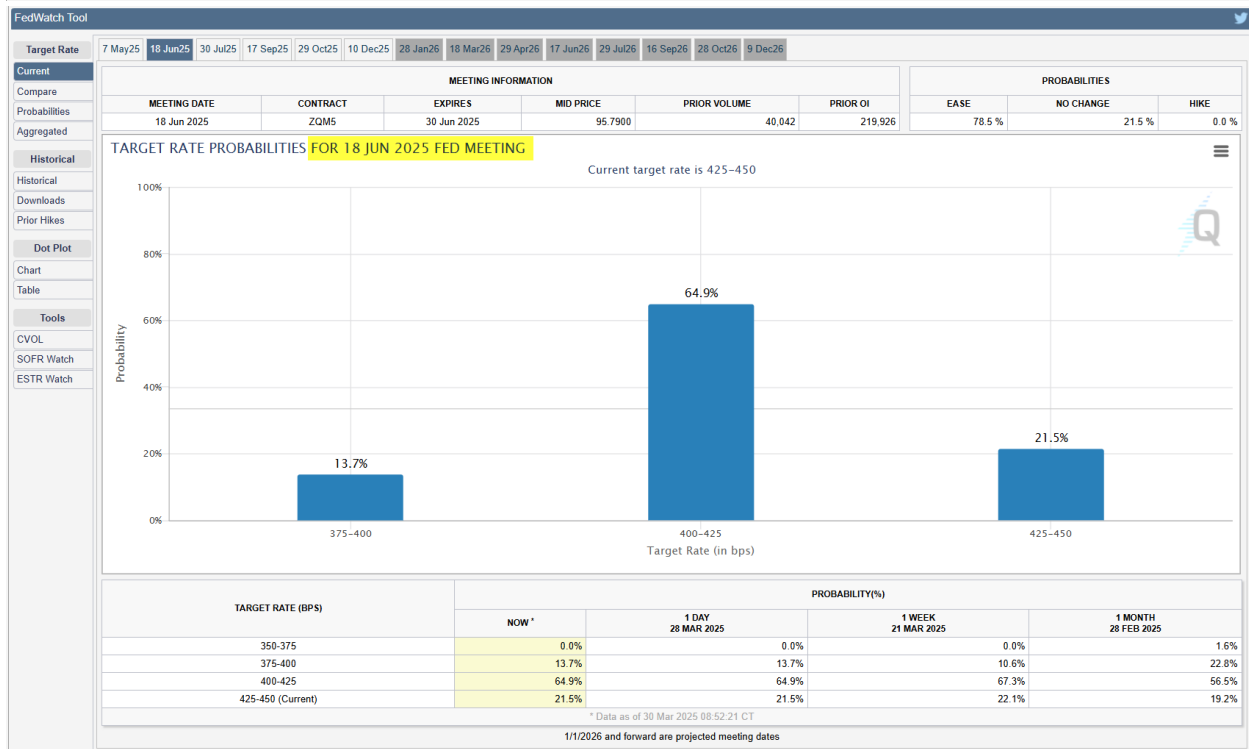 FedWatch Tool
Target Rate
Current
Compare
Probabilities
Aggregated
Historical
Historical
Downloads
Prior Hikes
Dot Plot
Chart
Table
Tools
CVOL
SOFR Watch
ESTR Watch
7 May25 18 Jun25 30 Jul25 17 Sep25 29 Oct25 10 Dec25 28 Jan26 18 Mar26 29 Apr26 17 Jun26 29 Jul26 16 Sep26 28 Oct26 9 Dec26
MEETING INFORMATION
MEETING DATE CONTRACT EXPIRES MID PRICE PRIOR VOLUME PRIOR OI
18 Jun 2025 ZQM5 30 Jun 2025 95.7900 40,042 219,926
PROBABILITIES
EASE NO CHANGE HIKE
78.5 % 21.5 % 0.0 %
TARGET RATE PROBABILITIES FOR 18 JUN 2025 FED MEETING
Current target rate is 425–450
Q
Probability
100%
80%
60%
40%
20%
0%
13.7%
64.9%
21.5%
375–400 400–425 425–450
Target Rate (in bps)
TARGET RATE (BPS) PROBABILITY(%)
NOW * 1 DAY 1 WEEK 1 MONTH
28 MAR 2025 21 MAR 2025 28 FEB 2025
350-375 0.0% 0.0% 0.0% 1.6%
375-400 13.7% 13.7% 10.6% 22.8%
400-425 64.9% 64.9% 67.3% 56.5%
425-450 (Current) 21.5% 21.5% 22.1% 19.2%
* Data as of 30 Mar 2025 08:52:21 CT
1/1/2026 and forward are projected meeting dates